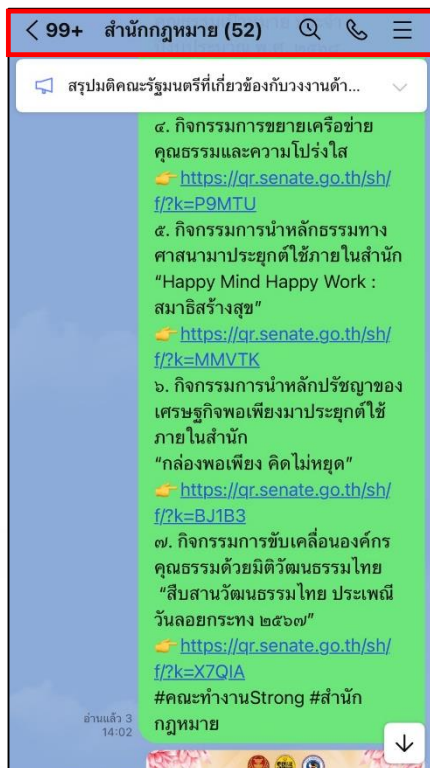 99+ สำนักกฎหมาย (52)
สรุปมติคณะรัฐมนตรีที่เกี่ยวข้องกับวงงานด้า...
๔. กิจกรรมการขยายเครือข่าย
คุณธรรมและความโปร่งใส
👉https://qr.senate.go.th/sh/
f/?k=P9MTU
๕. กิจกรรมการนำหลักธรรมทาง
ศาสนามาประยุกต์ใช้ภายในสำนัก
“Happy Mind Happy Work :
สมาธิสร้างสุข”
👉https://qr.senate.go.th/sh/
f/?k=MMVTK
๖. กิจกรรมการนำหลักปรัชญาของ
เศรษฐกิจพอเพียงมาประยุกต์ใช้
ภายในสำนัก
“กล่องพอเพียง คิดไม่หยุด”
👉https://qr.senate.go.th/sh/
f/?k=BJ1B3
๗. กิจกรรมการขับเคลื่อนองค์กร
คุณธรรมด้วยมิติวัฒนธรรมไทย
“สืบสานวัฒนธรรมไทย ประเพณี
วันลอยกระทง ๒๕๖๗”
👉https://qr.senate.go.th/sh/
f/?k=X7QIA
#คณะทำงานStrong #สำนัก
กฎหมาย
อ่านแล้ว 3
14:02